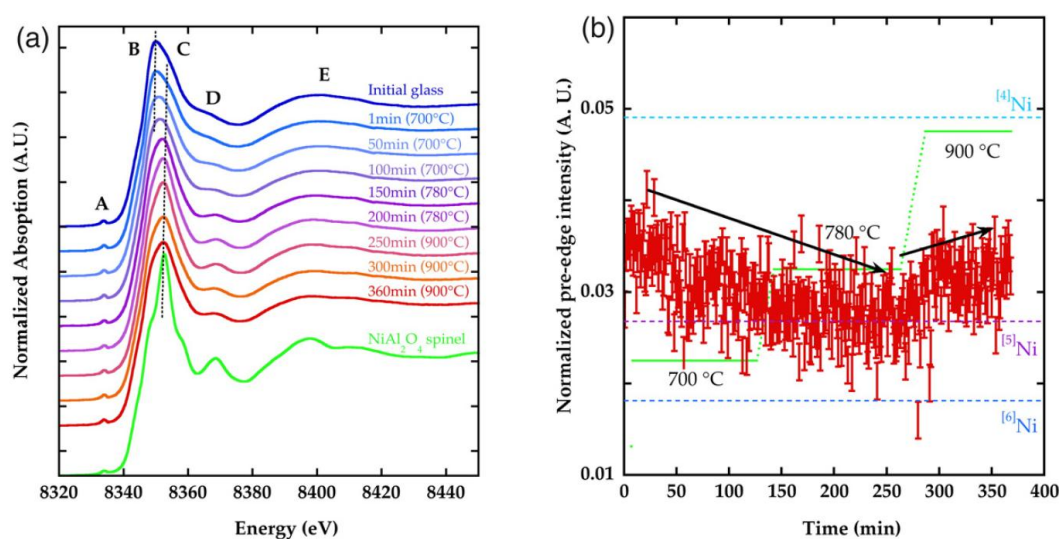 (a)
B
C
D
E
A
Initial glass
1min (700°C)
50min (700°C)
100min (700°C)
150min (780°C)
200min (780°C)
250min (900°C)
300min (900°C)
360min (900°C)
NiAl2O4 spinel
Normalized Absoption (A.U.)
8320 8340 8360 8380 8400 8420 8440
Energy (eV)
(b)
Normalized pre-edge intensity (A. U.)
0.05
0.03
0.01
[4]Ni
900 °C
780 °C
[5]Ni
700 °C
[6]Ni
0 50 100 150 200 250 300 350 400
Time (min)